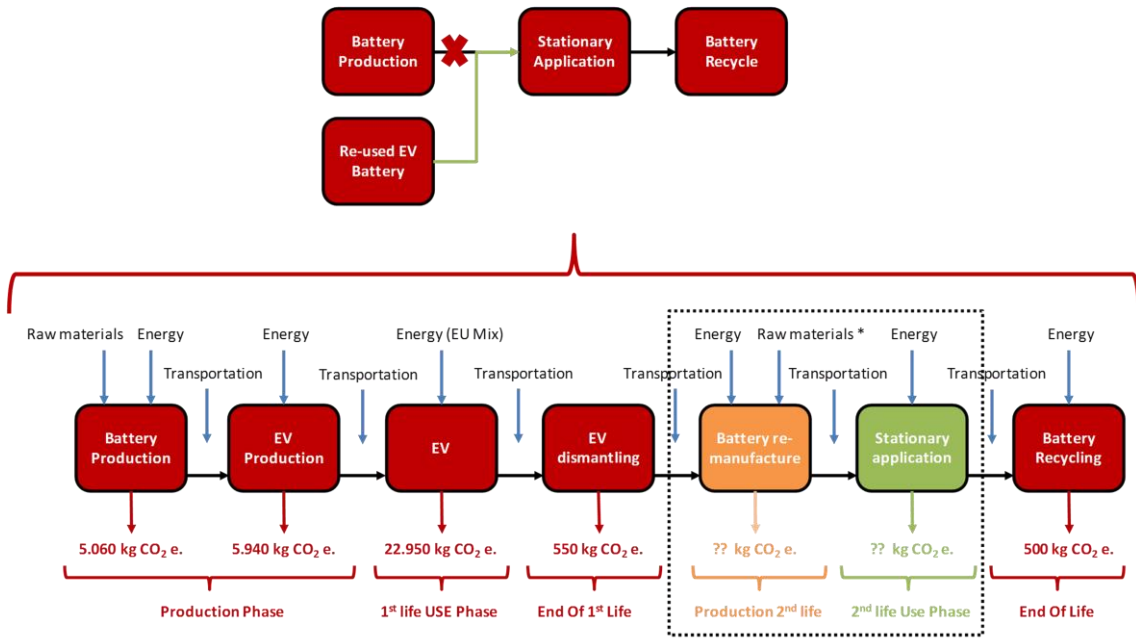 Battery
Production
Stationary
Application
Battery
Recycle
Re-used EV
Battery
Raw materials
Energy
Energy
Energy (EU Mix)
Energy
Raw materials *
Energy
Energy
Transportation
Transportation
Transportation
Transportation
Transportation
Transportation
Battery
Production
EV
Production
EV
EV
dismantling
Battery re-
manufacture
Stationary
application
Battery
Recycling
5.060 kg CO₂ e.
5.940 kg CO₂ e.
22.950 kg CO₂ e.
550 kg CO₂ e.
?? kg CO₂ e.
?? kg CO₂ e.
500 kg CO₂ e.
Production Phase
1st life USE Phase
End Of 1st Life
Production 2nd life
2nd life Use Phase
End Of Life